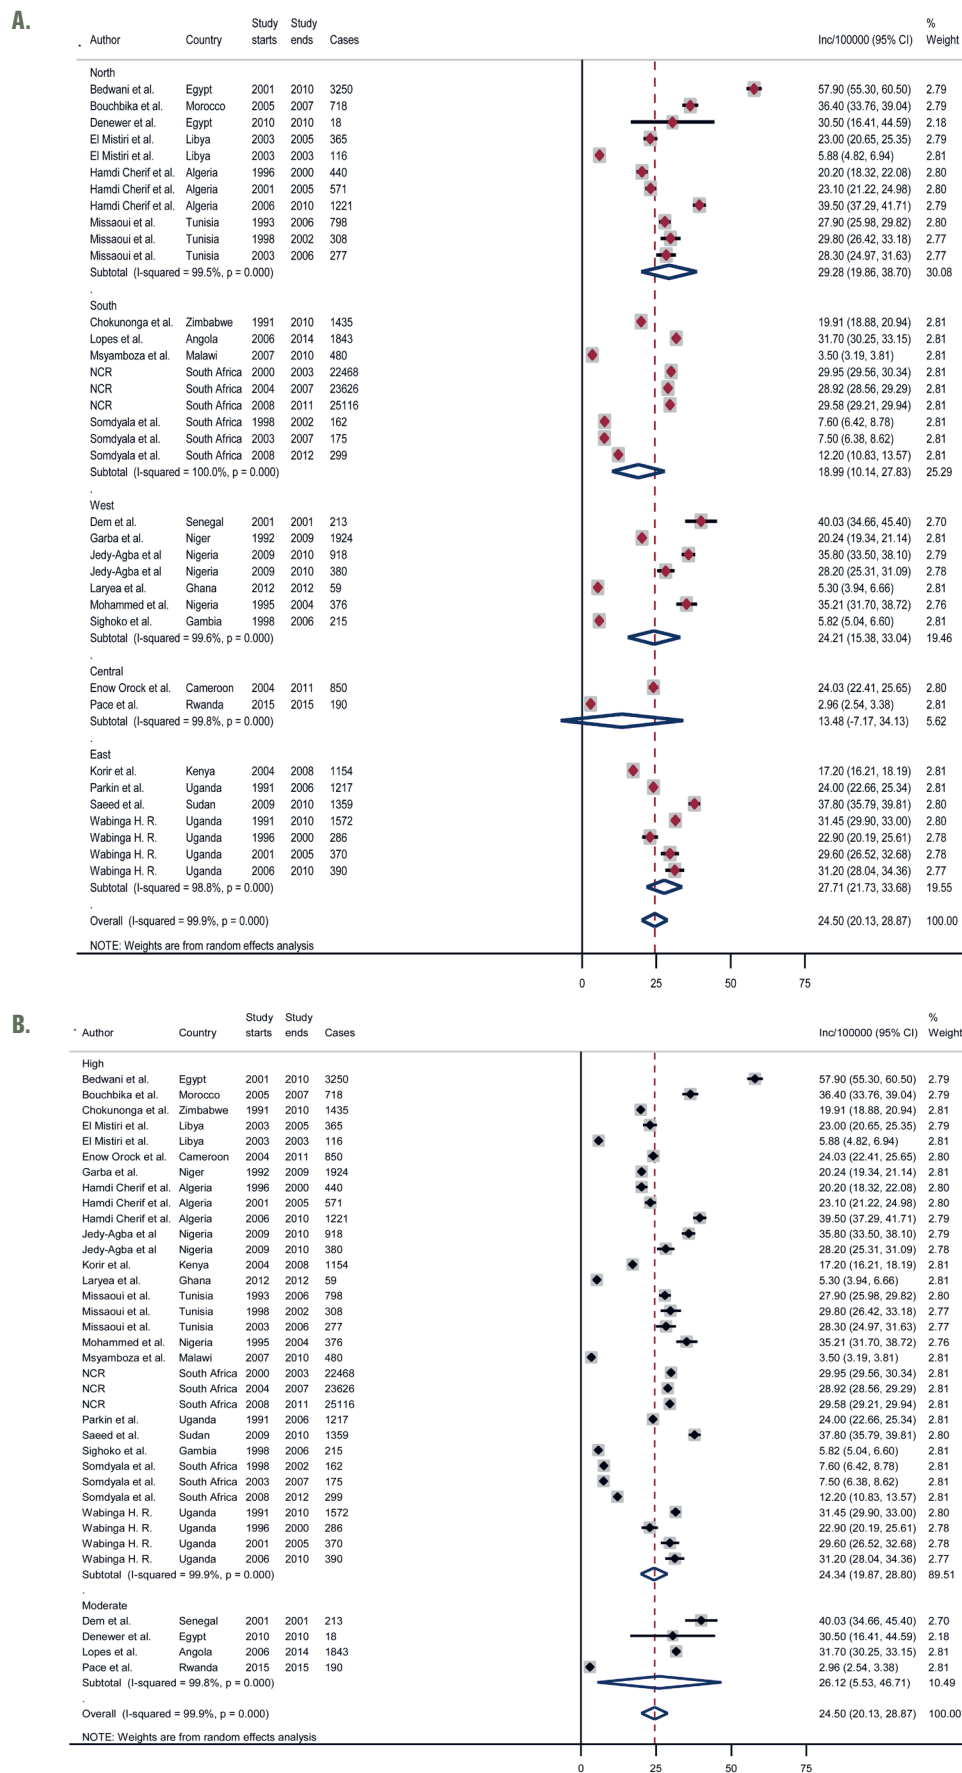 A.
Study Study %
. Author Country starts ends Cases Inc/100000 (95% CI) Weight
North
Bedwani et al. Egypt 2001 2010 3250 57.90 (55.30, 60.50) 2.79
Bouchbika et al. Morocco 2005 2007 718 36.40 (33.76, 39.04) 2.79
Denewer et al. Egypt 2010 2010 18 30.50 (16.41, 44.59) 2.18
El Mistiri et al. Libya 2003 2005 365 23.00 (20.65, 25.35) 2.79
El Mistiri et al. Libya 2003 2003 116 5.88 (4.82, 6.94) 2.81
Hamdi Cherif et al. Algeria 1996 2000 440 20.20 (18.32, 22.08) 2.80
Hamdi Cherif et al. Algeria 2001 2005 571 23.10 (21.22, 24.98) 2.80
Hamdi Cherif et al. Algeria 2006 2010 1221 39.50 (37.29, 41.71) 2.79
Missaoui et al. Tunisia 1993 2006 798 27.90 (25.98, 29.82) 2.80
Missaoui et al. Tunisia 1998 2002 308 29.80 (26.42, 33.18) 2.77
Missaoui et al. Tunisia 2003 2006 277 28.30 (24.97, 31.63) 2.77
Subtotal (I-squared = 99.5%, p = 0.000) 29.28 (19.86, 38.70) 30.08
.
South
Chokunonga et al. Zimbabwe 1991 2010 1435 19.91 (18.88, 20.94) 2.81
Lopes et al. Angola 2006 2014 1843 31.70 (30.25, 33.15) 2.81
Msyamboza et al. Malawi 2007 2010 480 3.50 (3.19, 3.81) 2.81
NCR South Africa 2000 2003 22468 29.95 (29.56, 30.34) 2.81
NCR South Africa 2004 2007 23626 28.92 (28.56, 29.29) 2.81
NCR South Africa 2008 2011 25116 29.58 (29.21, 29.94) 2.81
Somdyala et al. South Africa 1998 2002 162 7.60 (6.42, 8.78) 2.81
Somdyala et al. South Africa 2003 2007 175 7.50 (6.38, 8.62) 2.81
Somdyala et al. South Africa 2008 2012 299 12.20 (10.83, 13.57) 2.81
Subtotal (I-squared = 100.0%, p = 0.000) 18.99 (10.14, 27.83) 25.29
.
West
Dem et al. Senegal 2001 2001 213 40.03 (34.66, 45.40) 2.70
Garba et al. Niger 1992 2009 1924 20.24 (19.34, 21.14) 2.81
Jedy-Agba et al Nigeria 2009 2010 918 35.80 (33.50, 38.10) 2.79
Jedy-Agba et al Nigeria 2009 2010 380 28.20 (25.31, 31.09) 2.78
Laryea et al. Ghana 2012 2012 59 5.30 (3.94, 6.66) 2.81
Mohammed et al. Nigeria 1995 2004 376 35.21 (31.70, 38.72) 2.76
Sighoko et al. Gambia 1998 2006 215 5.82 (5.04, 6.60) 2.81
Subtotal (I-squared = 99.6%, p = 0.000) 24.21 (15.38, 33.04) 19.46
.
Central
Enow Orock et al. Cameroon 2004 2011 850 24.03 (22.41, 25.65) 2.80
Pace et al. Rwanda 2015 2015 190 2.96 (2.54, 3.38) 2.81
Subtotal (I-squared = 99.8%, p = 0.000) 13.48 (-7.17, 34.13) 5.62
.
East
Korir et al. Kenya 2004 2008 1154 17.20 (16.21, 18.19) 2.81
Parkin et al. Uganda 1991 2006 1217 24.00 (22.66, 25.34) 2.81
Saeed et al. Sudan 2009 2010 1359 37.80 (35.79, 39.81) 2.80
Wabinga H. R. Uganda 1991 2010 1572 31.45 (29.90, 33.00) 2.80
Wabinga H. R. Uganda 1996 2000 286 22.90 (20.19, 25.61) 2.78
Wabinga H. R. Uganda 2001 2005 370 29.60 (26.52, 32.68) 2.78
Wabinga H. R. Uganda 2006 2010 390 31.20 (28.04, 34.36) 2.77
Subtotal (I-squared = 98.8%, p = 0.000) 27.71 (21.73, 33.68) 19.55
.
Overall (I-squared = 99.9%, p = 0.000) 24.50 (20.13, 28.87) 100.00
NOTE: Weights are from random effects analysis
0 25 50 75
B.
Study Study %
. Author Country starts ends Cases Inc/100000 (95% CI) Weight
High
Bedwani et al. Egypt 2001 2010 3250 57.90 (55.30, 60.50) 2.79
Bouchbika et al. Morocco 2005 2007 718 36.40 (33.76, 39.04) 2.79
Chokunonga et al. Zimbabwe 1991 2010 1435 19.91 (18.88, 20.94) 2.81
El Mistiri et al. Libya 2003 2005 365 23.00 (20.65, 25.35) 2.79
El Mistiri et al. Libya 2003 2003 116 5.88 (4.82, 6.94) 2.81
Enow Orock et al. Cameroon 2004 2011 850 24.03 (22.41, 25.65) 2.80
Garba et al. Niger 1992 2009 1924 20.24 (19.34, 21.14) 2.81
Hamdi Cherif et al. Algeria 1996 2000 440 20.20 (18.32, 22.08) 2.80
Hamdi Cherif et al. Algeria 2001 2005 571 23.10 (21.22, 24.98) 2.80
Hamdi Cherif et al. Algeria 2006 2010 1221 39.50 (37.29, 41.71) 2.79
Jedy-Agba et al Nigeria 2009 2010 918 35.80 (33.50, 38.10) 2.79
Jedy-Agba et al Nigeria 2009 2010 380 28.20 (25.31, 31.09) 2.78
Korir et al. Kenya 2004 2008 1154 17.20 (16.21, 18.19) 2.81
Laryea et al. Ghana 2012 2012 59 5.30 (3.94, 6.66) 2.81
Missaoui et al. Tunisia 1993 2006 798 27.90 (25.98, 29.82) 2.80
Missaoui et al. Tunisia 1998 2002 308 29.80 (26.42, 33.18) 2.77
Missaoui et al. Tunisia 2003 2006 277 28.30 (24.97, 31.63) 2.77
Mohammed et al. Nigeria 1995 2004 376 35.21 (31.70, 38.72) 2.76
Msyamboza et al. Malawi 2007 2010 480 3.50 (3.19, 3.81) 2.81
NCR South Africa 2000 2003 22468 29.95 (29.56, 30.34) 2.81
NCR South Africa 2004 2007 23626 28.92 (28.56, 29.29) 2.81
NCR South Africa 2008 2011 25116 29.58 (29.21, 29.94) 2.81
Parkin et al. Uganda 1991 2006 1217 24.00 (22.66, 25.34) 2.81
Saeed et al. Sudan 2009 2010 1359 37.80 (35.79, 39.81) 2.80
Sighoko et al. Gambia 1998 2006 215 5.82 (5.04, 6.60) 2.81
Somdyala et al. South Africa 1998 2002 162 7.60 (6.42, 8.78) 2.81
Somdyala et al. South Africa 2003 2007 175 7.50 (6.38, 8.62) 2.81
Somdyala et al. South Africa 2008 2012 299 12.20 (10.83, 13.57) 2.81
Wabinga H. R. Uganda 1991 2010 1572 31.45 (29.90, 33.00) 2.80
Wabinga H. R. Uganda 1996 2000 286 22.90 (20.19, 25.61) 2.78
Wabinga H. R. Uganda 2001 2005 370 29.60 (26.52, 32.68) 2.78
Wabinga H. R. Uganda 2006 2010 390 31.20 (28.04, 34.36) 2.77
Subtotal (I-squared = 99.9%, p = 0.000) 24.34 (19.87, 28.80) 89.51
.
Moderate
Dem et al. Senegal 2001 2001 213 40.03 (34.66, 45.40) 2.70
Denewer et al. Egypt 2010 2010 18 30.50 (16.41, 44.59) 2.18
Lopes et al. Angola 2006 2014 1843 31.70 (30.25, 33.15) 2.81
Pace et al. Rwanda 2015 2015 190 2.96 (2.54, 3.38) 2.81
Subtotal (I-squared = 99.8%, p = 0.000) 26.12 (5.53, 46.71) 10.49
.
Overall (I-squared = 99.9%, p = 0.000) 24.50 (20.13, 28.87) 100.00
NOTE: Weights are from random effects analysis
0 25 50 75